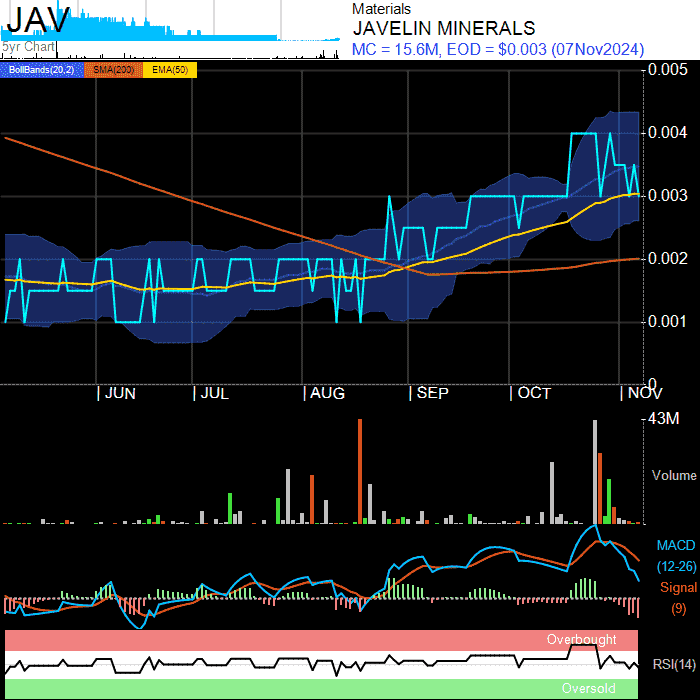 JAV
5yr Chart
Materials
JAVELIN MINERALS
MC = 15.6M, EOD = $0.003 (07Nov2024)
BollBands(20,2) SMA(200) EMA(50)
0.005
0.004
0.003
0.002
0.001
0
JUN JUL AUG SEP OCT NOV
43M
Volume
MACD
(12-26)
Signal
(9)
Overbought
RSI(14)
Oversold